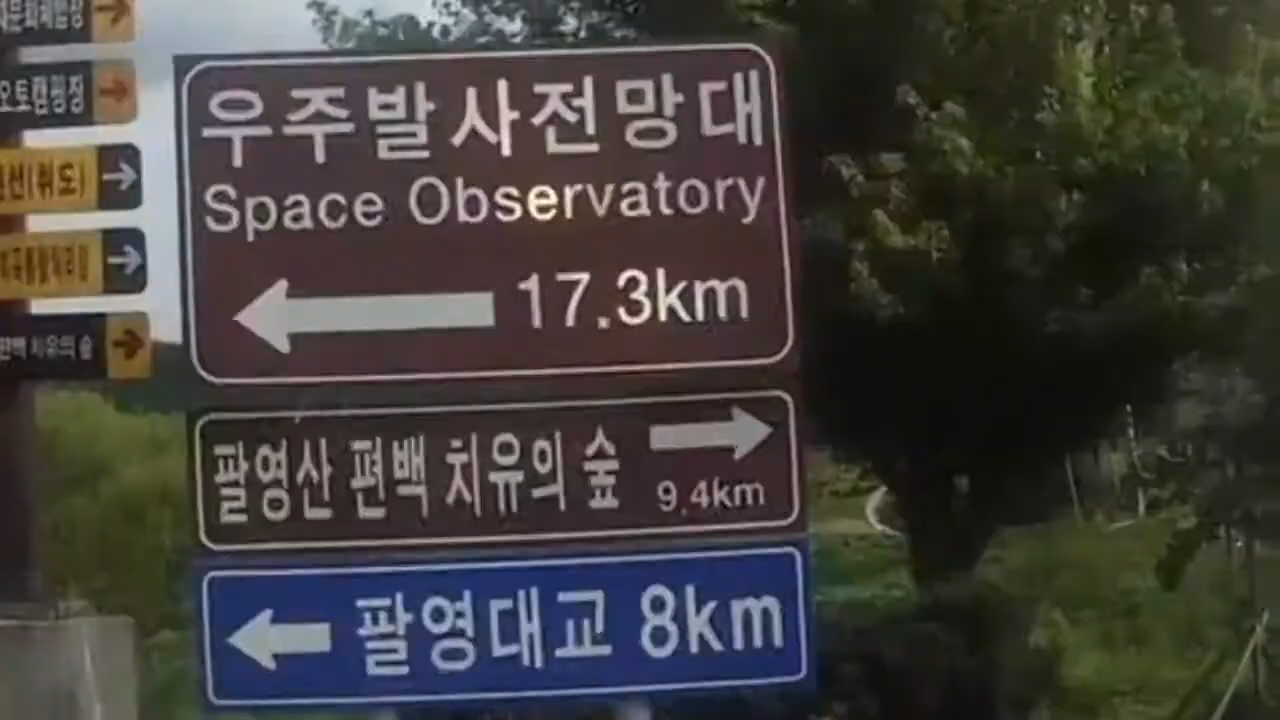 오토캠핑장
(위도)
편백 치유의 숲
우주발사전망대
Space Observatory
17.3km
팔영산 편백 치유의 숲
9.4km
팔영대교 8km